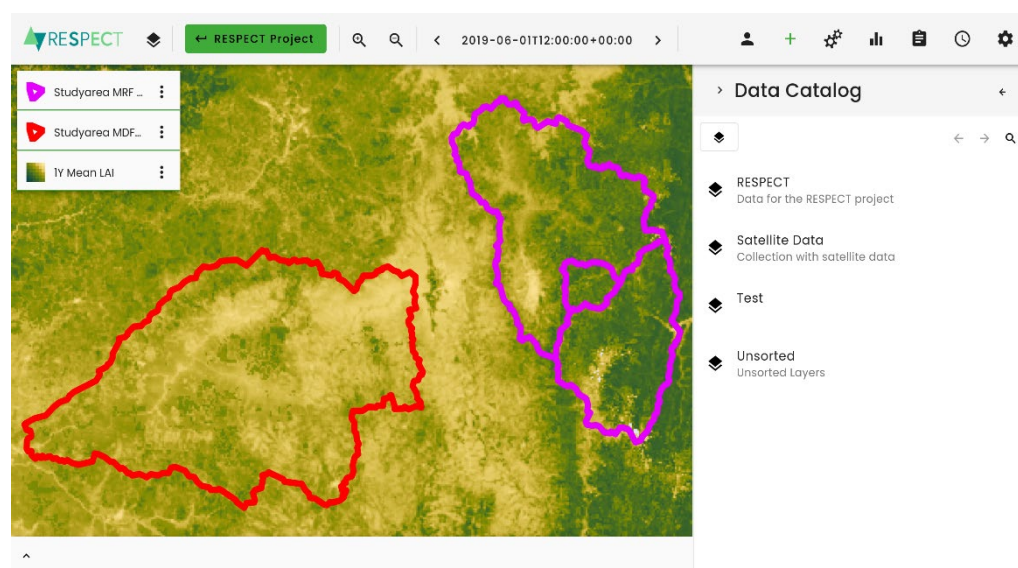 RESPECT
RESPECT Project
2019-06-01T12:00:00+00:00
Studyarea MRF ...
Studyarea MDF...
1Y Mean LAI
Data Catalog
RESPECT
Data for the RESPECT project
Satellite Data
Collection with satellite data
Test
Unsorted
Unsorted Layers